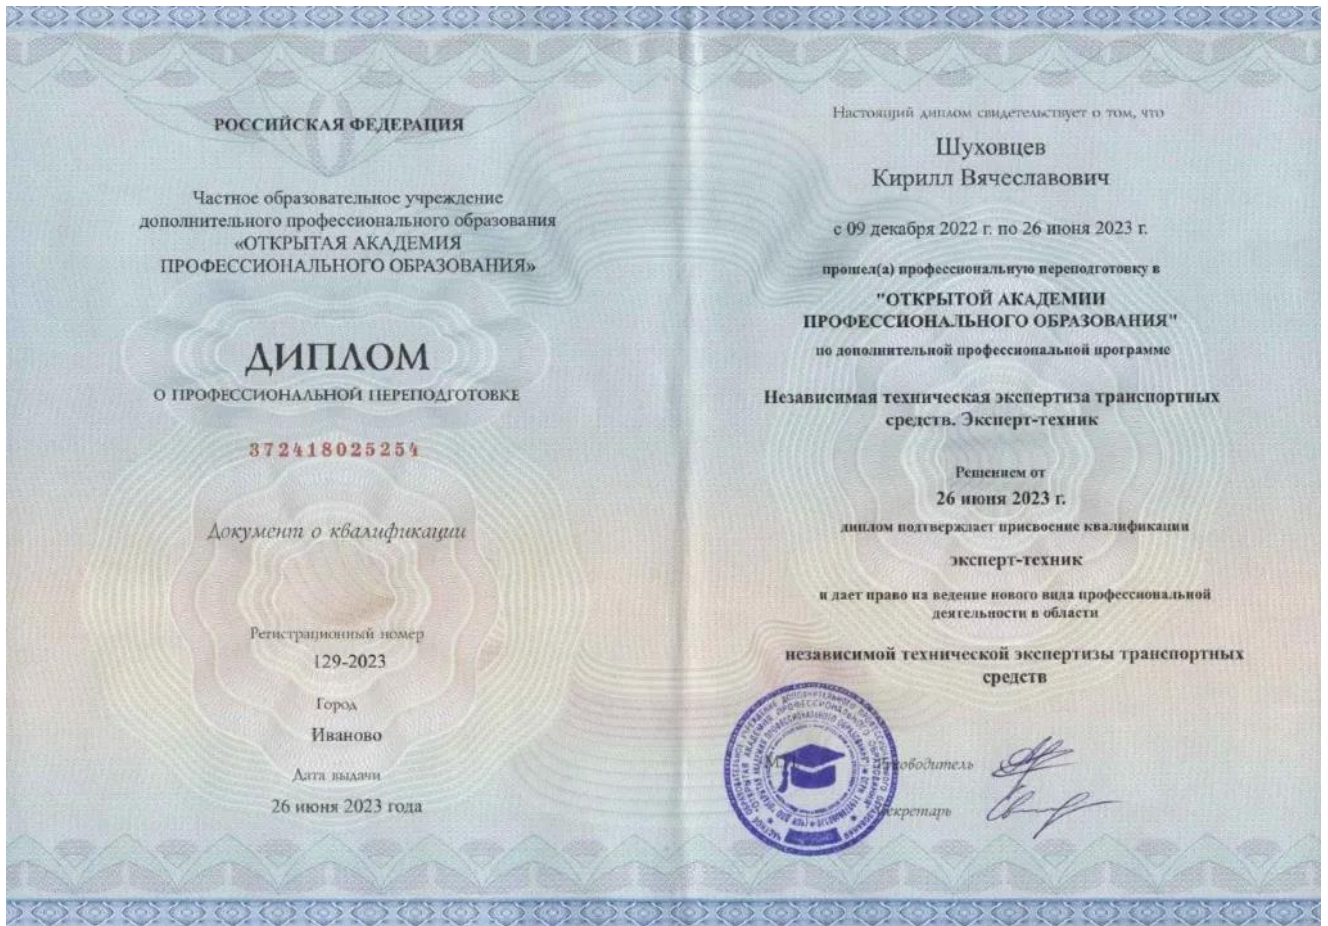 РОССИЙСКАЯ ФЕДЕРАЦИЯ
Частное образовательное учреждение
дополнительного профессионального образования
«ОТКРЫТАЯ АКАДЕМИЯ
ПРОФЕССИОНАЛЬНОГО ОБРАЗОВАНИЯ»
ДИПЛОМ
О ПРОФЕССИОНАЛЬНОЙ ПЕРЕПОДГОТОВКЕ
372418025254
Документ о квалификации
Регистрационный номер
129-2023
Город
Иваново
Дата выдачи
26 июня 2023 года
Настоящий диплом свидетельствует о том, что
Шуховцев
Кирилл Вячеславович
с 09 декабря 2022 г. по 26 июня 2023 г.
прошел(а) профессиональную переподготовку в
"ОТКРЫТОЙ АКАДЕМИИ
ПРОФЕССИОНАЛЬНОГО ОБРАЗОВАНИЯ"
по дополнительной профессиональной программе
Независимая техническая экспертиза транспортных
средств. Эксперт-техник
Решением от
26 июня 2023 г.
диплом подтверждает присвоение квалификации
эксперт-техник
и дает право на ведение нового вида профессиональной
деятельности в области
независимой технической экспертизы транспортных
средств
М.П.
Руководитель
Секретарь